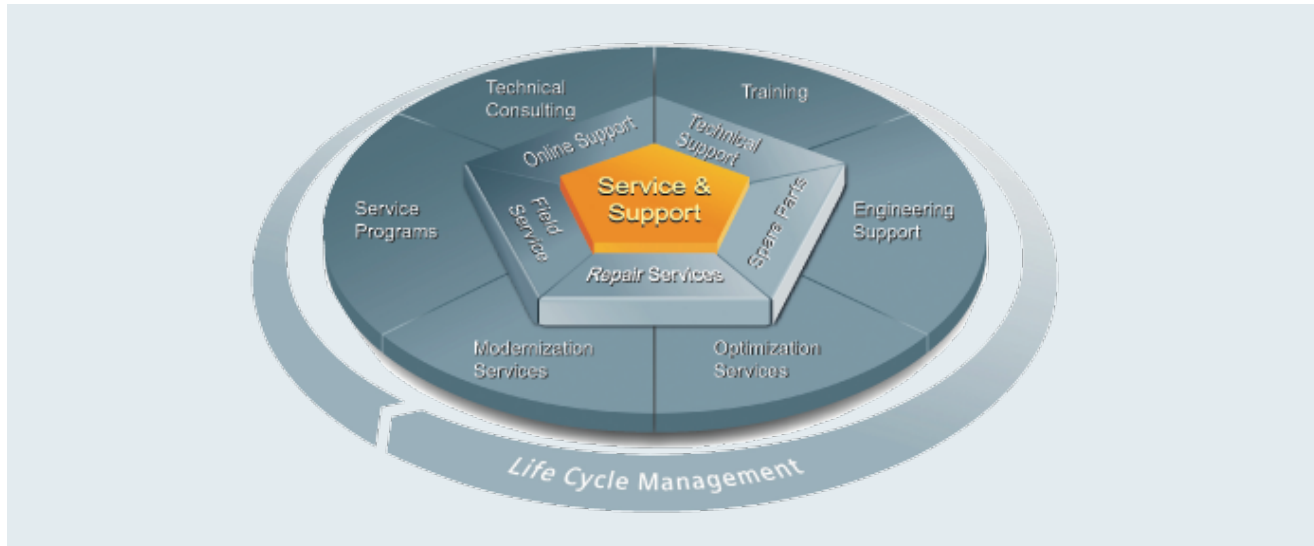 Technical
Consulting
Training
Online Support
Technical
Support
Service &
Support
Service
Programs
Field
Service
Spare Parts
Engineering
Support
Repair Services
Modernization
Services
Optimization
Services
Life Cycle Management